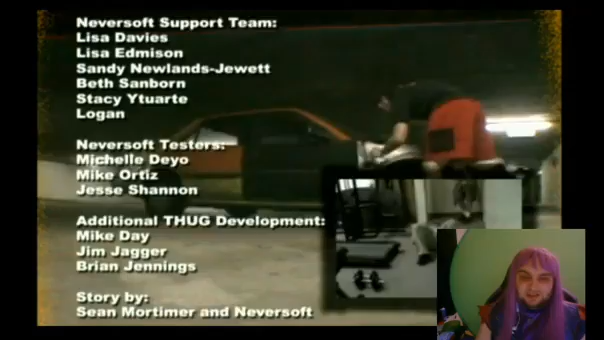 Neversoft Support Team:
Lisa Davies
Lisa Edmison
Sandy Newlands-Jewett
Beth Sanborn
Stacy Ytuarte
Logan
Neversoft Testers:
Michelle Deyo
Mike Ortiz
Jesse Shannon
Additional THUG Development:
Mike Day
Jim Jagger
Brian Jennings
Story by:
Sean Mortimer and Neversoft